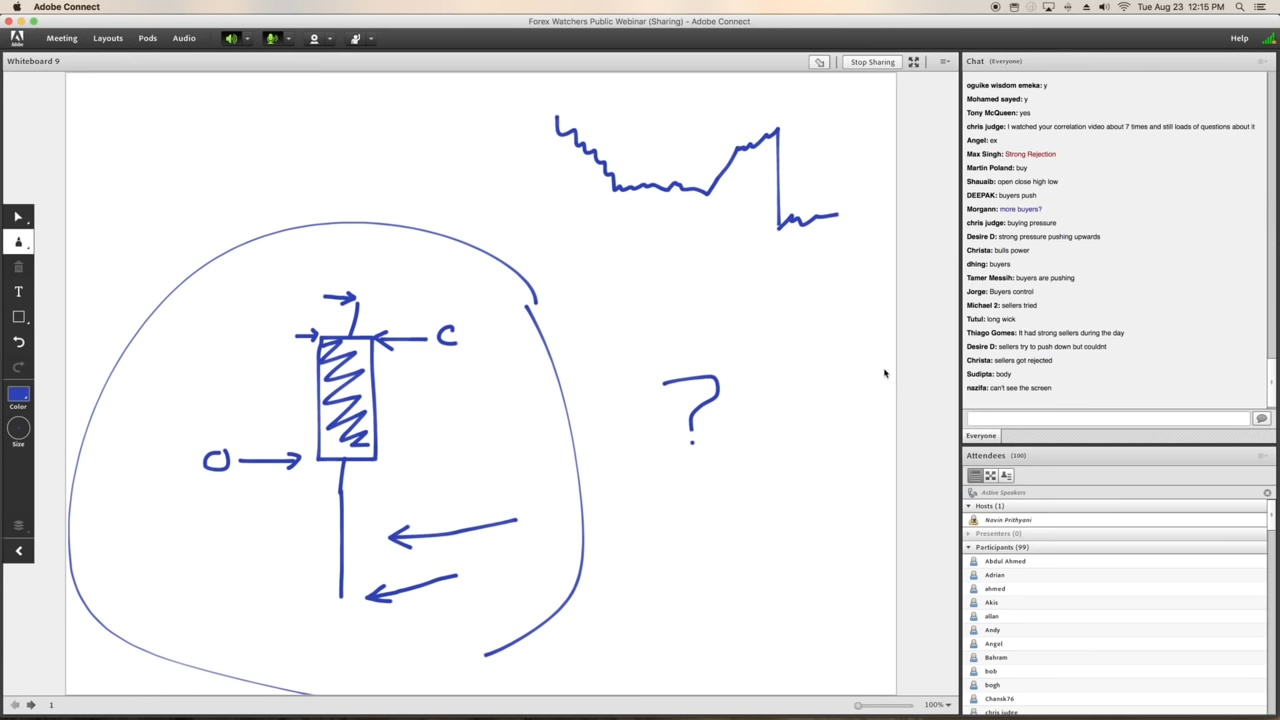 Adobe Connect
Tue Aug 23 12:15 PM
Forex Watchers Public Webinar (Sharing) - Adobe Connect
Meeting Layouts Pods Audio Help
Whiteboard 9
Stop Sharing
C
O
?
T
Color
Size
1
100%
Chat (Everyone)
oguike wisdom emeka: y
Mohamed sayed: y
Tony McQueen: yes
chris judge: I watched your correlation video about 7 times and still loads of questions about it
Angel: ex
Max Singh: Strong Rejection
Martin Poland: buy
Shauaib: open close high low
DEEPAK: buyers push
Morgann: more buyers?
chris judge: buying pressure
Desire D: strong pressure pushing upwards
Christa: bulls power
dhing: buyers
Tamer Messih: buyers are pushing
Jorge: Buyers control
Michael 2: sellers tried
Tutul: long wick
Thiago Gomes: It had strong sellers during the day
Desire D: sellers try to push down but couldnt
Christa: sellers got rejected
Sudipta: body
nazifa: can't see the screen
Everyone
Attendees (100)
Active Speakers
Hosts (1)
Navin Prithyani
Presenters (0)
Participants (99)
Abdul Ahmed
Adrian
ahmed
Akis
allan
Andy
Angel
Bahram
bob
bogh
Chansk76
chris judge